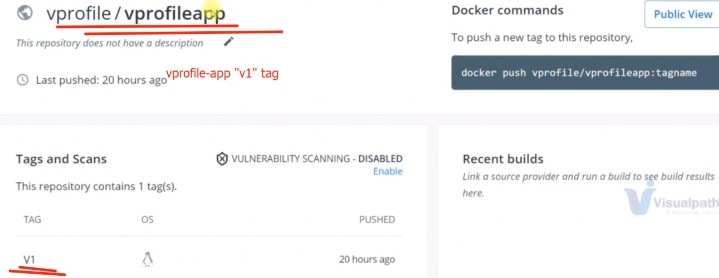 vprofile / vprofileapp
This repository does not have a description
Last pushed: 20 hours ago
vprofile-app "v1" tag
Docker commands
Public View
To push a new tag to this repository,
docker push vprofile/vprofileapp:tagname
Tags and Scans
VULNERABILITY SCANNING - DISABLED
Enable
This repository contains 1 tag(s).
TAG OS PUSHED
V1 20 hours ago
Recent builds
Link a source provider and run a build to see build results
here.
Visualpath